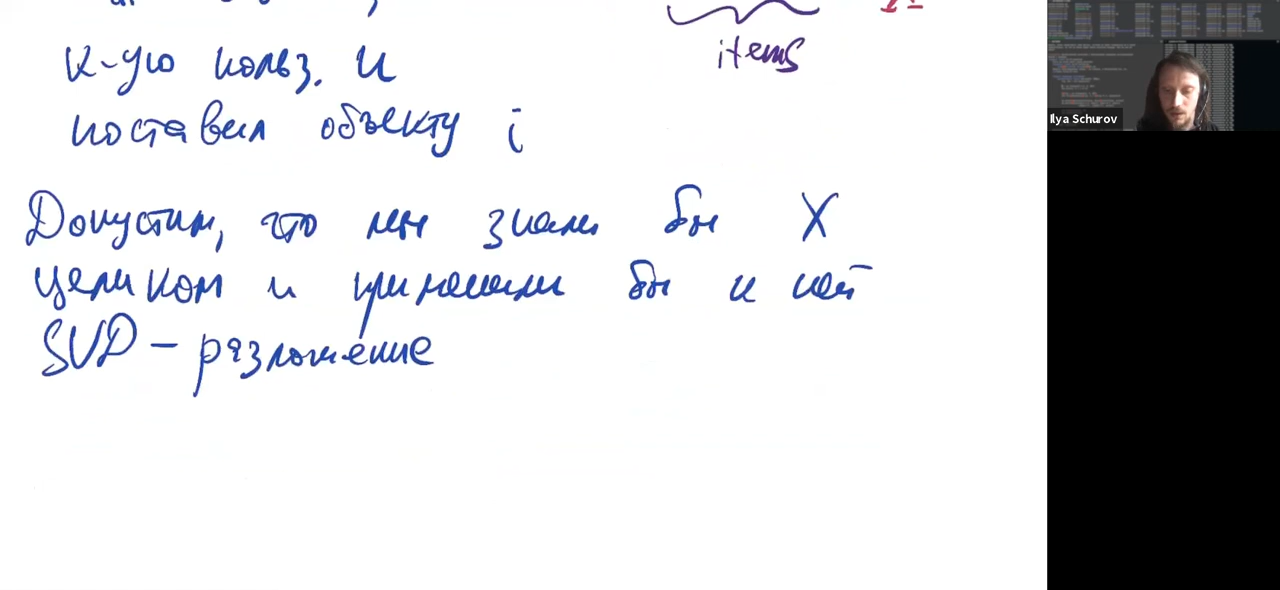 items
к-ую польз. u
поставил объекту i
Допустим, что мы знали бы X
целиком и применили бы к ней
SVD - разложение
Ilya Schurov